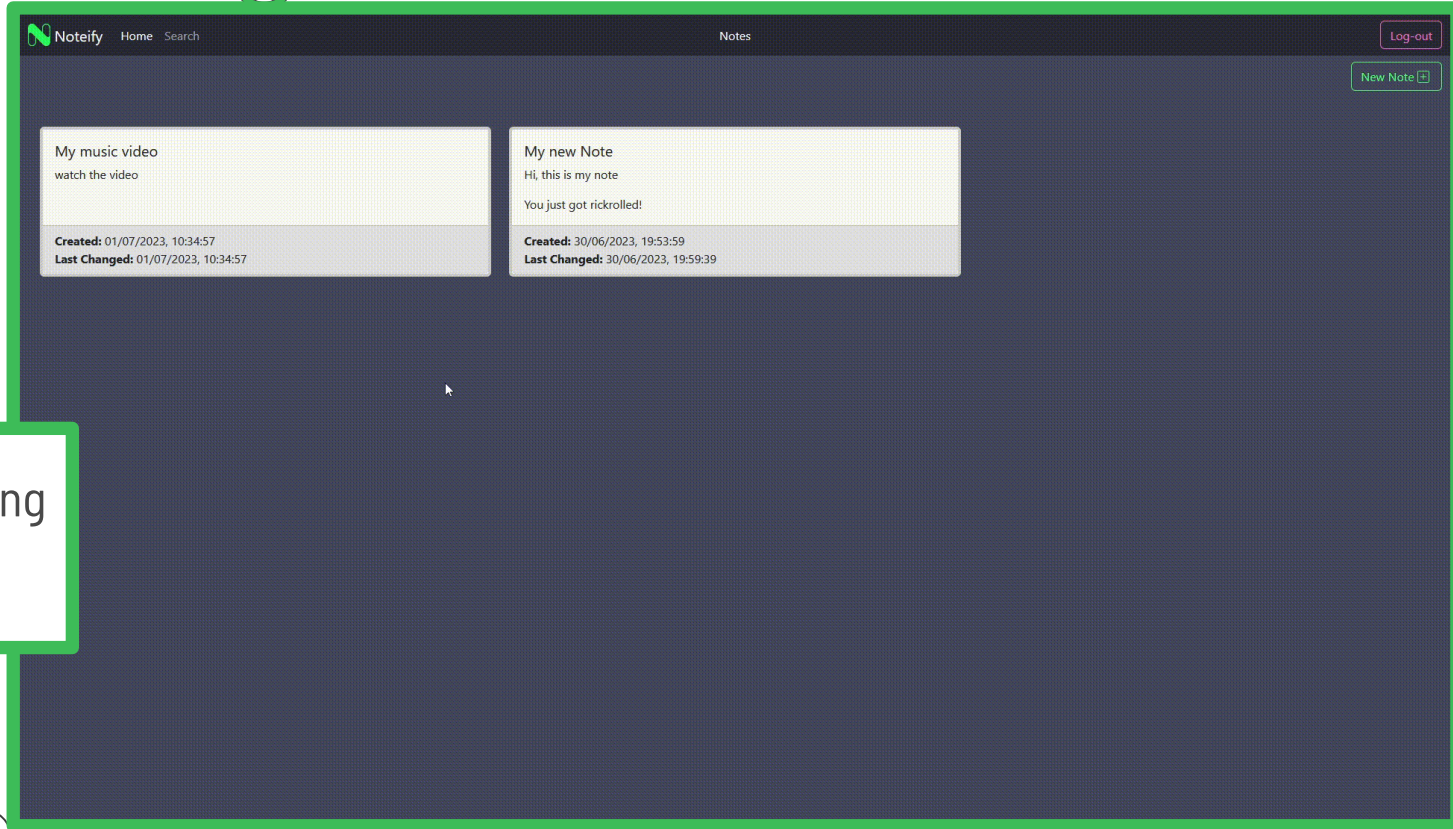 Noteify Home Search Notes Log-out
New Note
My music video
watch the video
Created: 01/07/2023, 10:34:57
Last Changed: 01/07/2023, 10:34:57
My new Note
Hi, this is my note
You just got rickrolled!
Created: 30/06/2023, 19:53:59
Last Changed: 30/06/2023, 19:59:39
ng